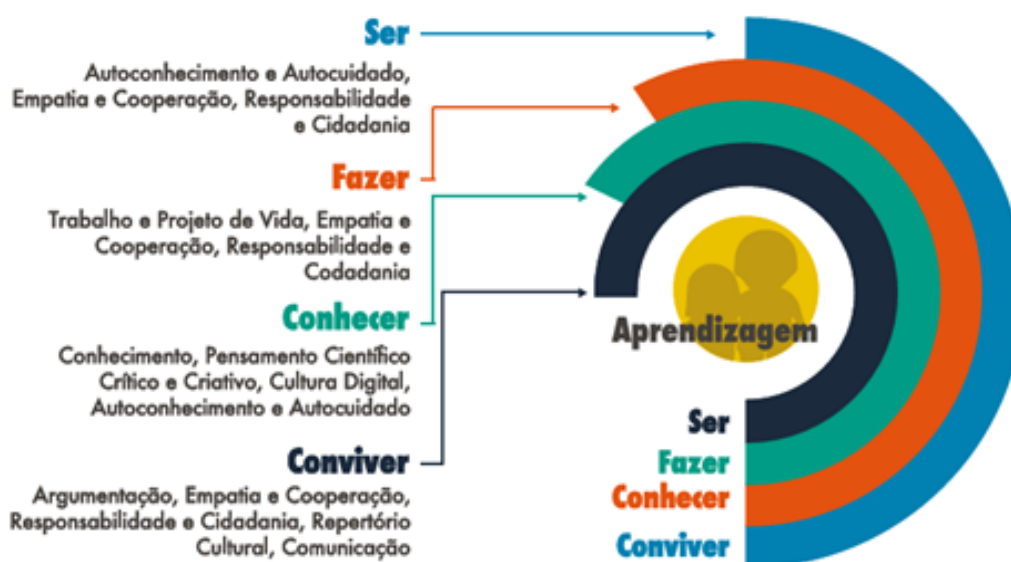 Ser
Autoconhecimento e Autocuidado,
Empatia e Cooperação, Responsabilidade
e Cidadania
Fazer
Trabalho e Projeto de Vida, Empatia e
Cooperação, Responsabilidade e
Codadania
Conhecer
Conhecimento, Pensamento Científico
Crítico e Criativo, Cultura Digital,
Autoconhecimento e Autocuidado
Conviver
Argumentação, Empatia e Cooperação,
Responsabilidade e Cidadania, Repertório
Cultural, Comunicação
Aprendizagem
Ser
Fazer
Conhecer
Conviver